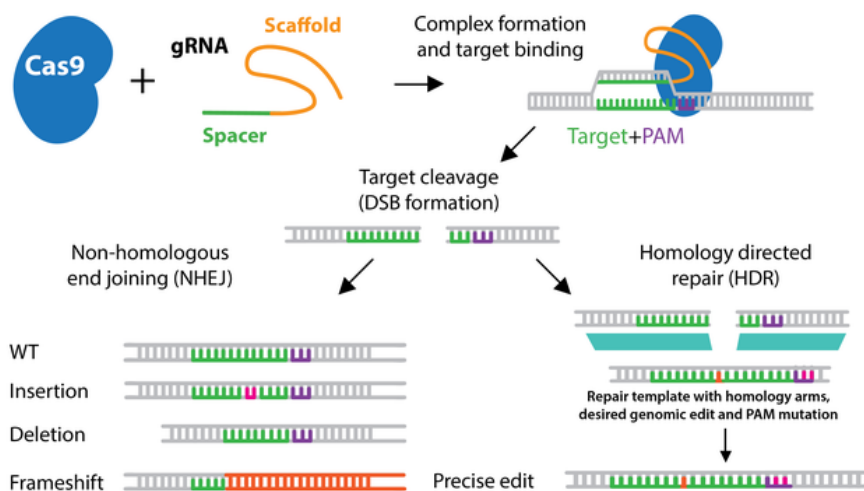 Cas9
+
gRNA
Scaffold
Spacer
Complex formation
and target binding
Target+PAM
Target cleavage
(DSB formation)
Non-homologous
end joining (NHEJ)
Homology directed
repair (HDR)
WT
Insertion
Deletion
Frameshift
Repair template with homology arms,
desired genomic edit and PAM mutation
Precise edit